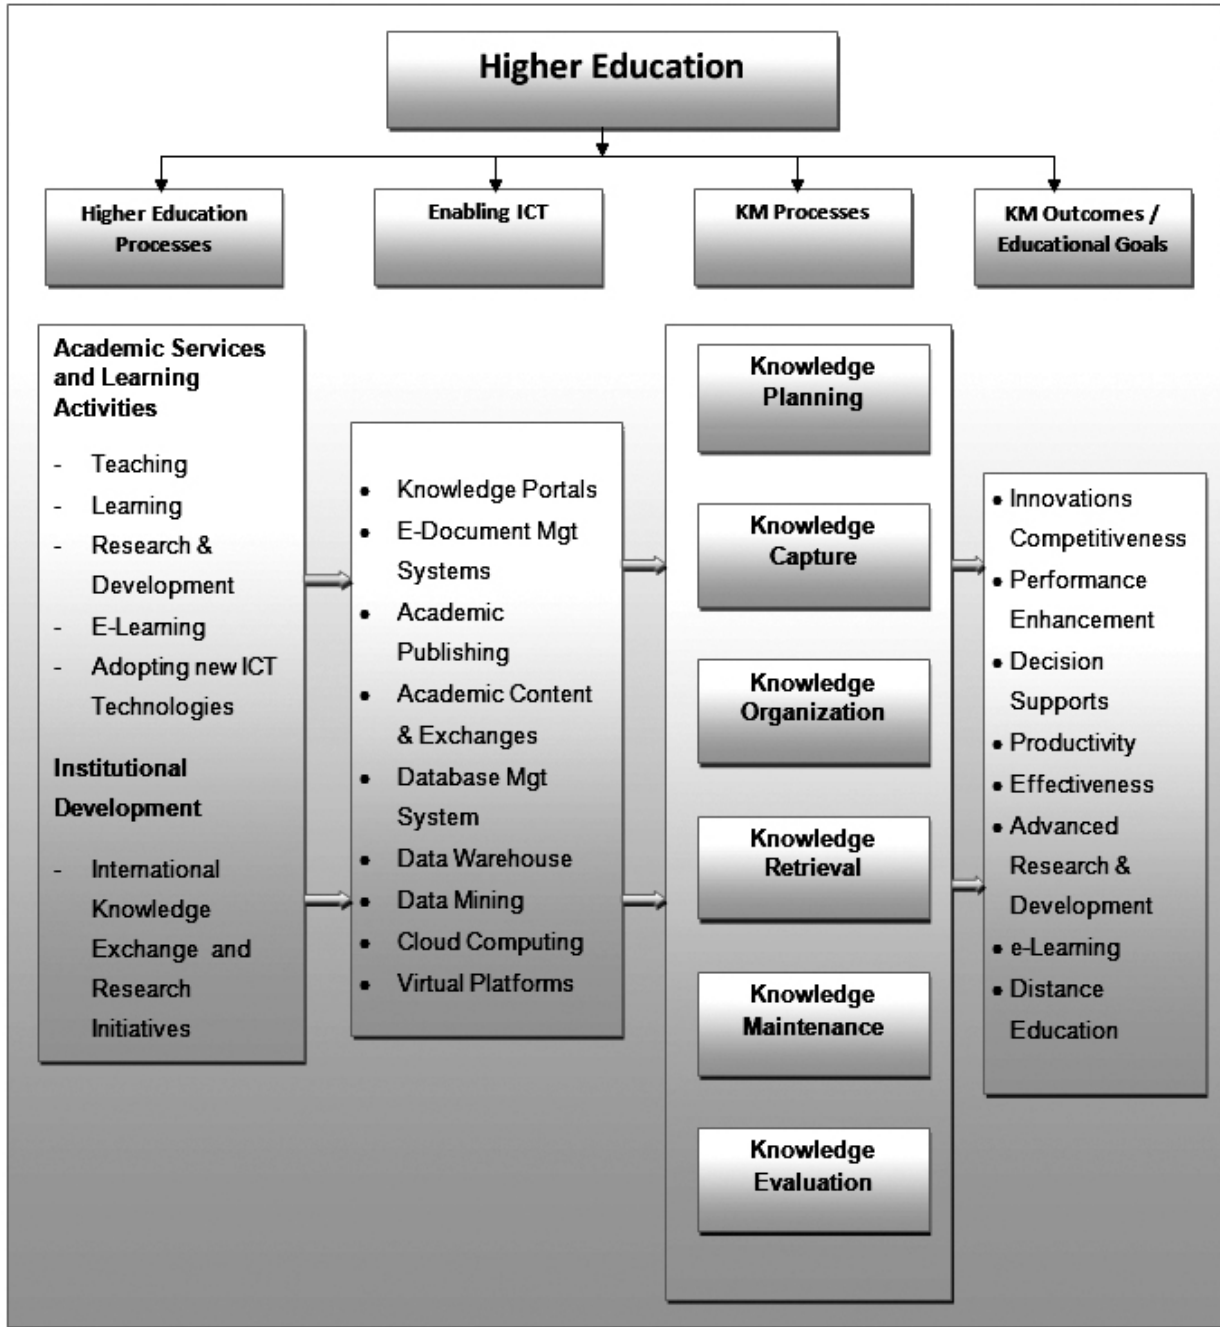 Higher Education
Higher Education
Processes
Enabling ICT
KM Processes
KM Outcomes /
Educational Goals
Academic Services
and Learning
Activities
- Teaching
- Learning
- Research &
Development
- E-Learning
- Adopting new ICT
Technologies
Institutional
Development
- International
Knowledge
Exchange and
Research
Initiatives
• Knowledge Portals
• E-Document Mgt
Systems
• Academic
Publishing
• Academic Content
& Exchanges
• Database Mgt
System
• Data Warehouse
• Data Mining
• Cloud Computing
• Virtual Platforms
Knowledge
Planning
Knowledge
Capture
Knowledge
Organization
Knowledge
Retrieval
Knowledge
Maintenance
Knowledge
Evaluation
• Innovations
Competitiveness
• Performance
Enhancement
• Decision
Supports
• Productivity
• Effectiveness
• Advanced
Research &
Development
• e-Learning
• Distance
Education